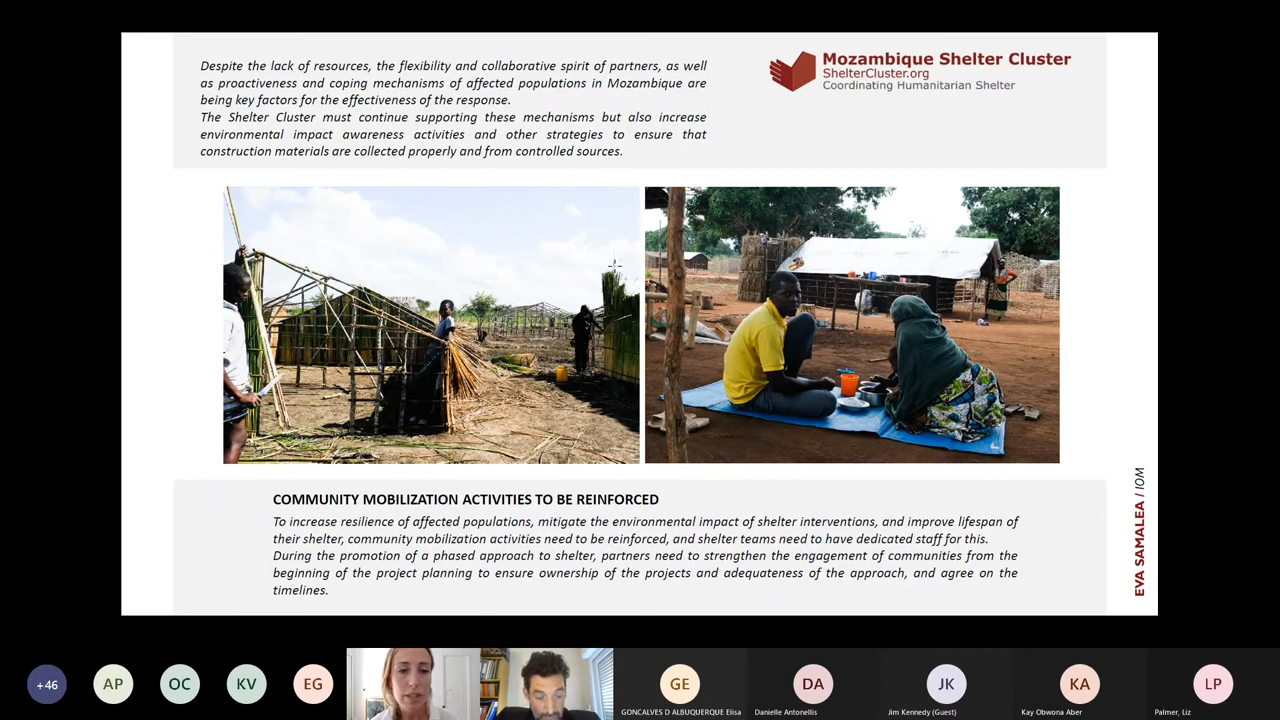 Despite the lack of resources, the flexibility and collaborative spirit of partners, as well
as proactiveness and coping mechanisms of affected populations in Mozambique are
being key factors for the effectiveness of the response.
The Shelter Cluster must continue supporting these mechanisms but also increase
environmental impact awareness activities and other strategies to ensure that
construction materials are collected properly and from controlled sources.
Mozambique Shelter Cluster
ShelterCluster.org
Coordinating Humanitarian Shelter
COMMUNITY MOBILIZATION ACTIVITIES TO BE REINFORCED
To increase resilience of affected populations, mitigate the environmental impact of shelter interventions, and improve lifespan of
their shelter, community mobilization activities need to be reinforced, and shelter teams need to have dedicated staff for this.
During the promotion of a phased approach to shelter, partners need to strengthen the engagement of communities from the
beginning of the project planning to ensure ownership of the projects and adequateness of the approach, and agree on the
timelines.
EVA SAMALEA / IOM
+46
AP
OC
KV
EG
GE
GONCALVES D ALBUQUERQUE Elisa
DA
Danielle Antonellis
JK
Jim Kennedy (Guest)
KA
Kay Obwona Aber
LP
Palmer, Liz